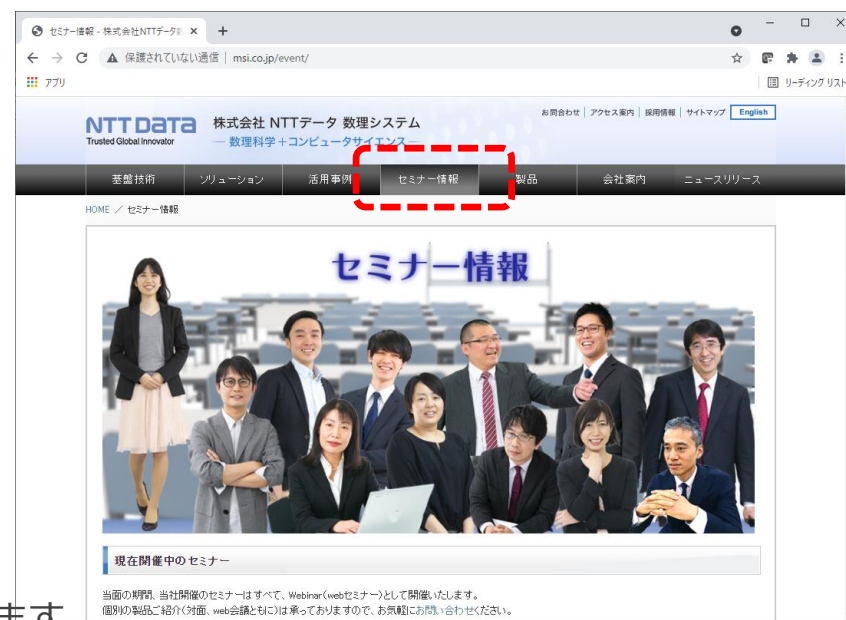 セミナー情報 - 株式会社NTTデータ数
アプリ
保護されていない通信 | msi.co.jp/event/
リーディング リスト
お問合わせ | アクセス案内 | 採用情報 | サイトマップ English
NTT DATA
Trusted Global Innovator
株式会社 NTTデータ 数理システム
― 数理科学+コンピュータサイエンス ―
基盤技術 ソリューション 活用事例 セミナー情報 製品 会社案内 ニュースリリース
HOME ／ セミナー情報
セミナー情報
現在開催中のセミナー
当面の期間、当社開催のセミナーはすべて、Webinar(webセミナー)として開催いたします。
個別の製品ご紹介(対面、web会議ともに)は承っておりますので、お気軽にお問い合わせください。
ます